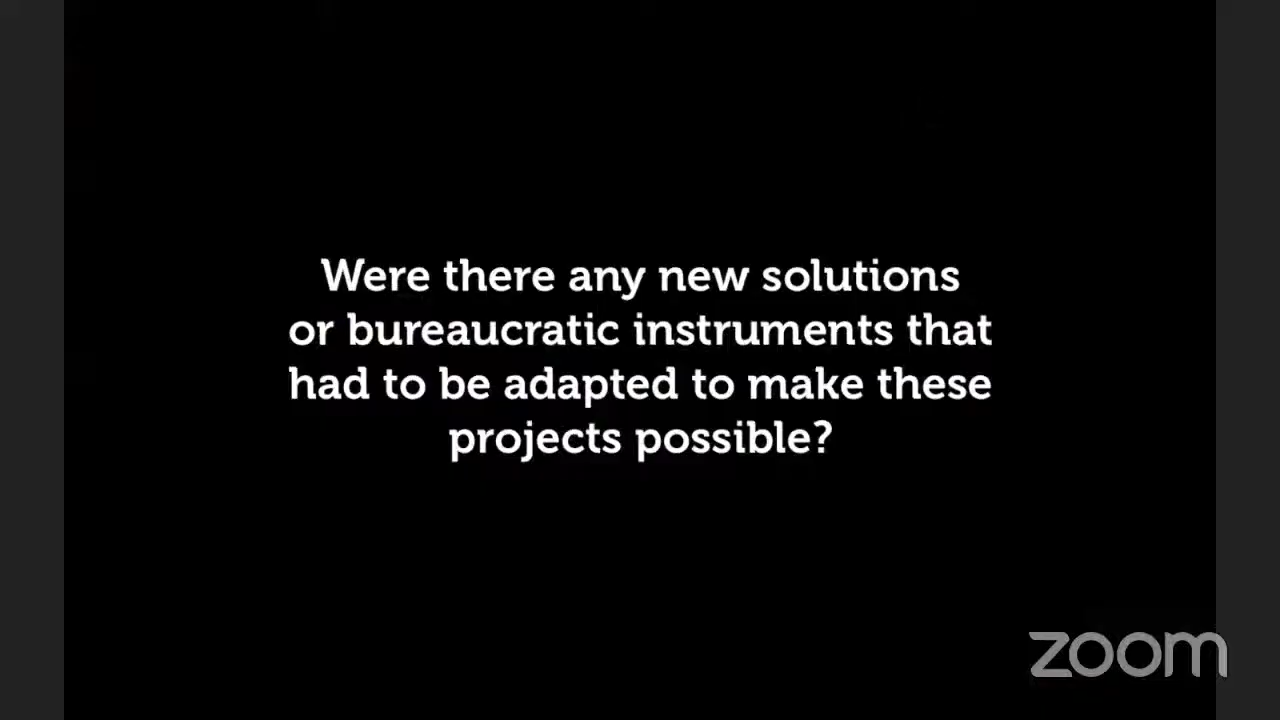 Were there any new solutions
or bureaucratic instruments that
had to be adapted to make these
projects possible?
zoom